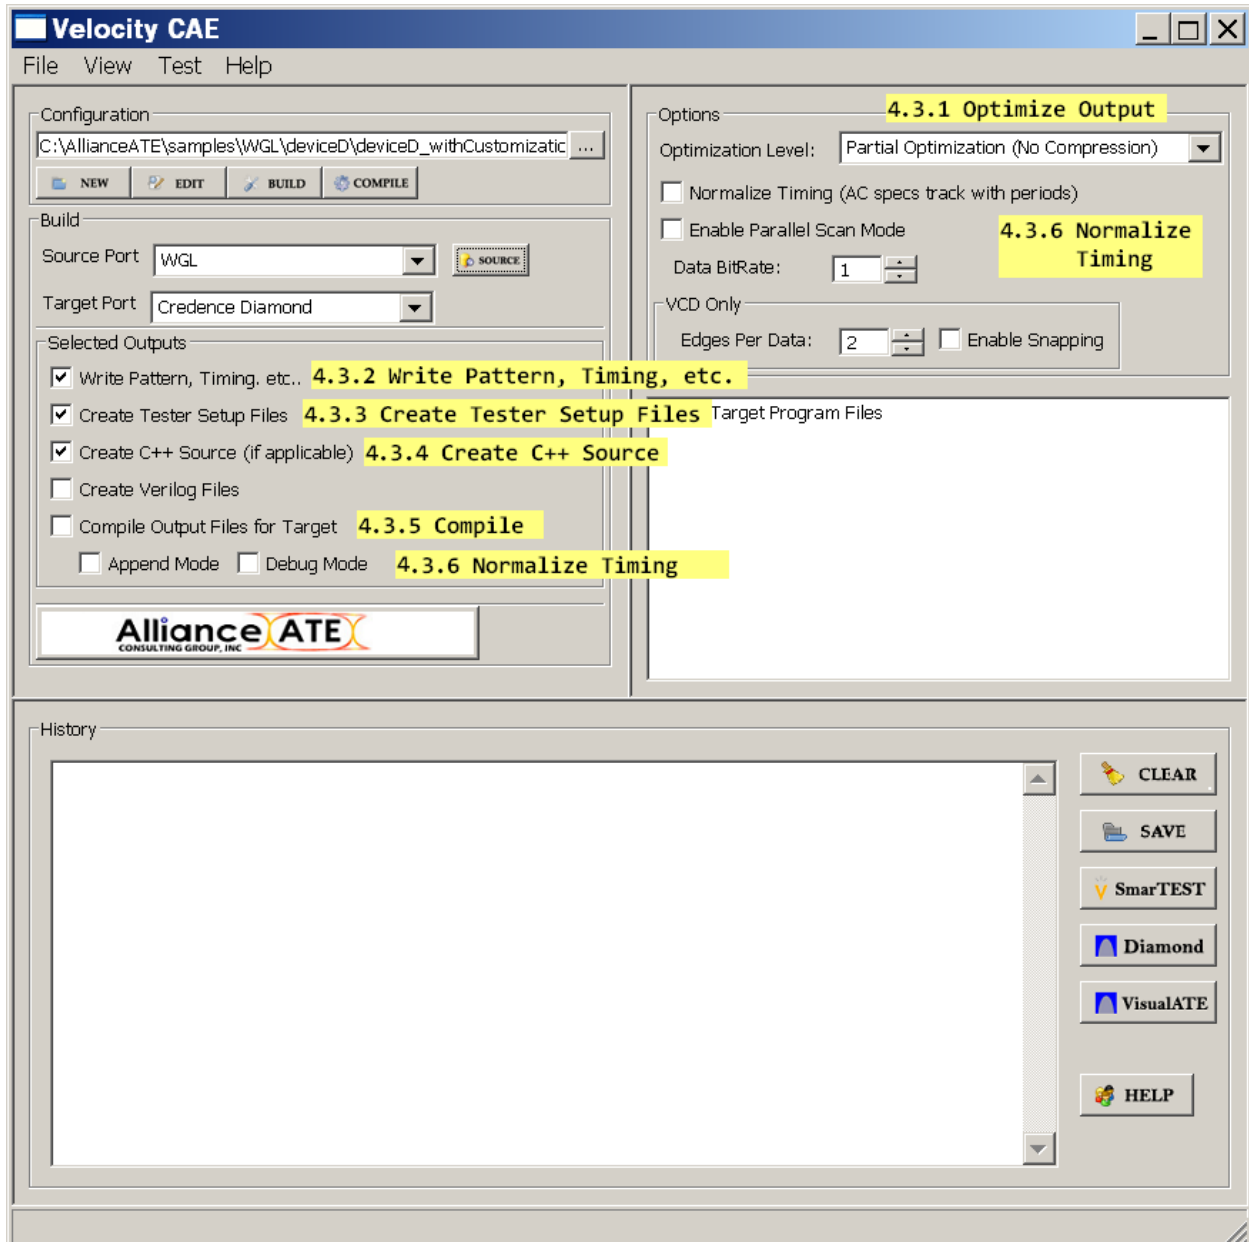 Velocity CAE
File View Test Help
Configuration
C:\AllianceATE\samples\WGL\deviceD\deviceD_withCustomizatic ...
NEW EDIT BUILD COMPILE
Build
Source Port WGL SOURCE
Target Port Credence Diamond
Selected Outputs
Write Pattern, Timing. etc.. 4.3.2 Write Pattern, Timing, etc.
Create Tester Setup Files 4.3.3 Create Tester Setup Files
Create C++ Source (if applicable) 4.3.4 Create C++ Source
Create Verilog Files
Compile Output Files for Target 4.3.5 Compile
Append Mode Debug Mode 4.3.6 Normalize Timing
Alliance ATE
CONSULTING GROUP, INC
Options 4.3.1 Optimize Output
Optimization Level: Partial Optimization (No Compression)
Normalize Timing (AC specs track with periods)
Enable Parallel Scan Mode 4.3.6 Normalize
Timing
Data BitRate: 1
VCD Only
Edges Per Data: 2 Enable Snapping
Target Program Files
History
CLEAR
SAVE
SmarTEST
Diamond
VisualATE
HELP